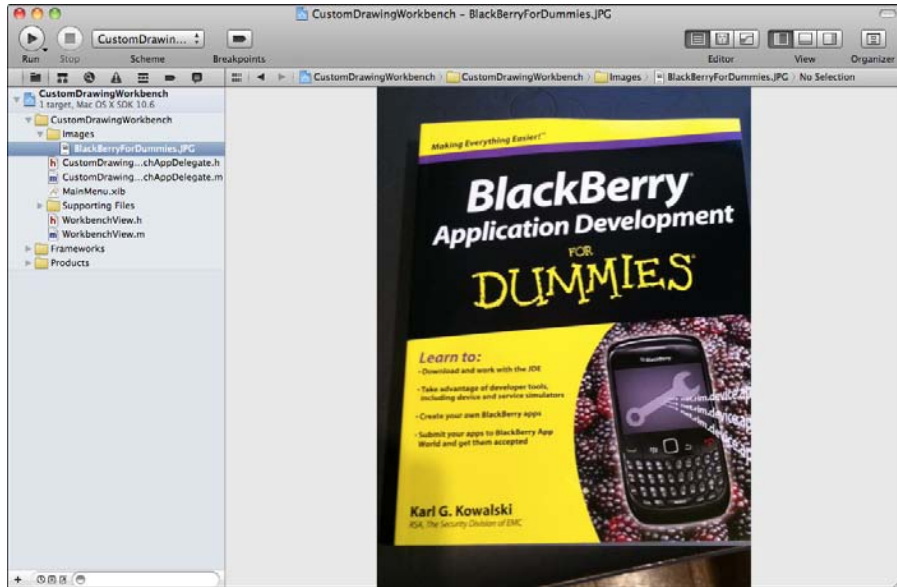 CustomDrawingWorkbench – BlackBerryForDummies.JPG
CustomDrawin...
Run Stop Scheme Breakpoints Editor View Organizer
CustomDrawingWorkbench CustomDrawingWorkbench Images BlackBerryForDummies.JPG No Selection
CustomDrawingWorkbench
1 target, Mac OS X SDK 10.6
CustomDrawingWorkbench
Images
BlackBerryForDummies.JPG
h CustomDrawing...chAppDelegate.h
m CustomDrawing...chAppDelegate.m
MainMenu.xib
Supporting Files
h WorkbenchView.h
m WorkbenchView.m
Frameworks
Products
Making Everything Easier!™
BlackBerry®
Application Development
FOR
DUMMIES®
Learn to:
• Download and work with the JDE
• Take advantage of developer tools,
including device and service simulators
• Create your own BlackBerry apps
• Submit your apps to BlackBerry App
World and get them accepted
BlackBerry
Karl G. Kowalski
RSA, The Security Division of EMC